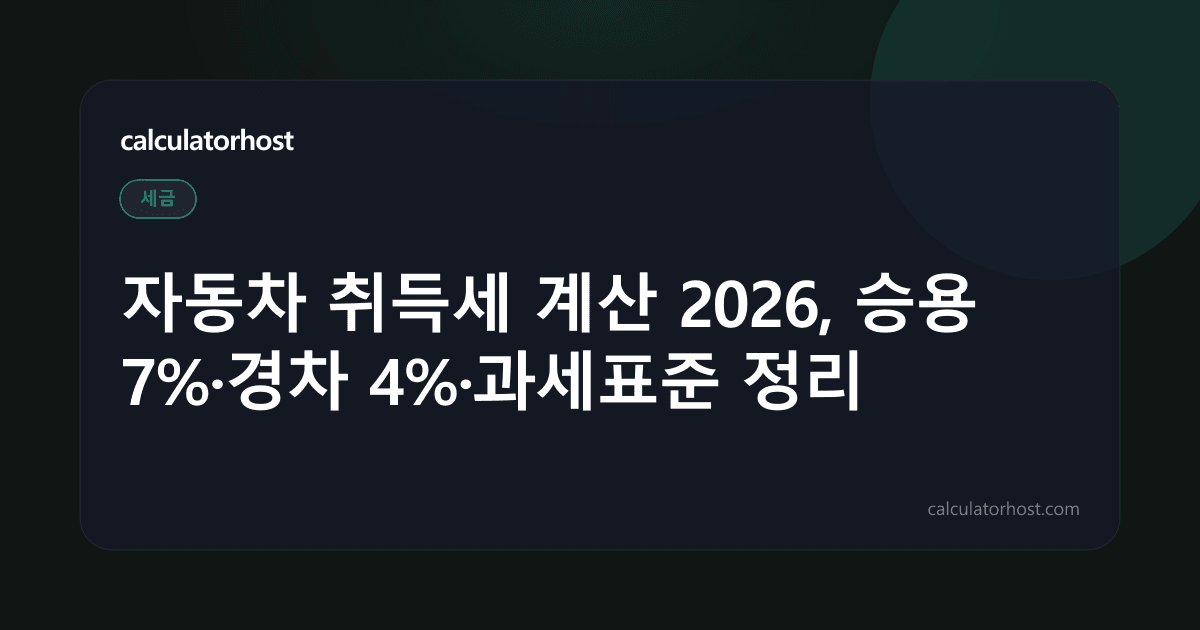 calculatorhost
세금
자동차 취득세 계산 2026, 승용
7%·경차 4%·과세표준 정리
calculatorhost.com